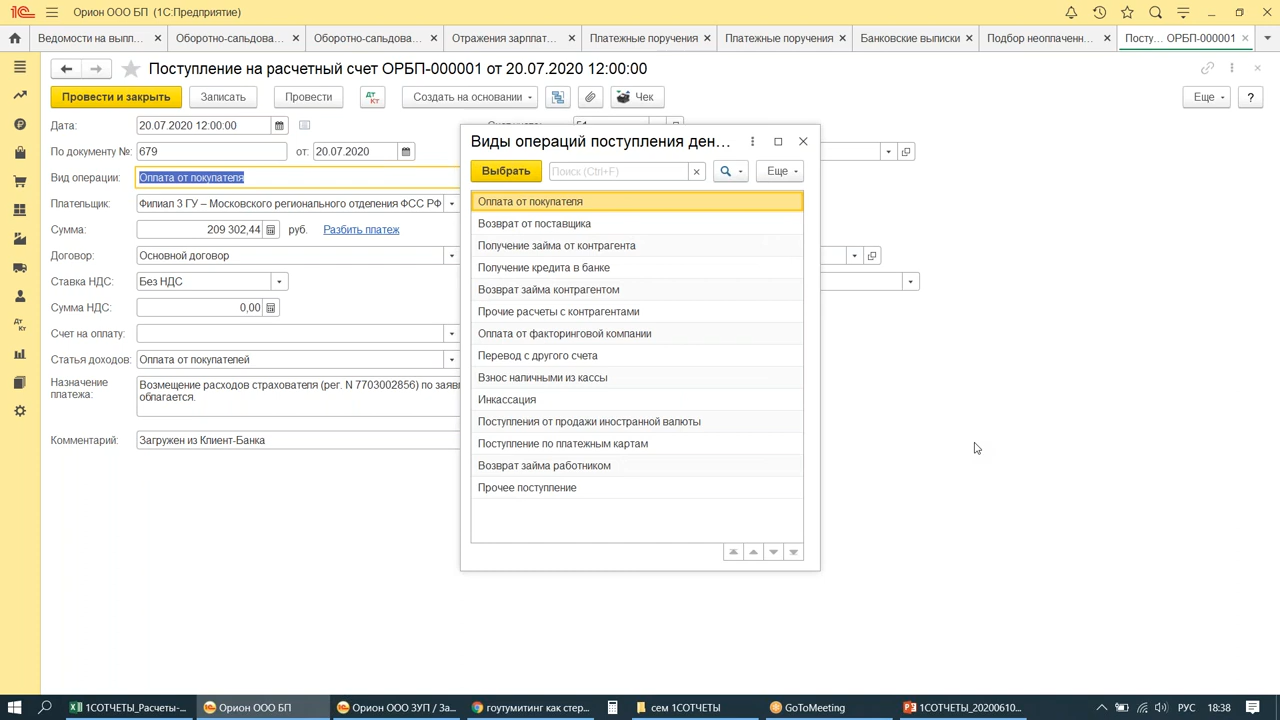 1С Орион ООО БП (1С:Предприятие)
Ведомости на выпл... × Оборотно-сальдова... × Оборотно-сальдова... × Отражения зарплат... × Платежные поручения × Платежные поручения × Банковские выписки × Подбор неоплаченн... × Посту... ОРБП-000001 ×
Поступление на расчетный счет ОРБП-000001 от 20.07.2020 12:00:00
Провести и закрыть Записать Провести Дт Кт Создать на основании Чек Еще ?
Дата: 20.07.2020 12:00:00
По документу №: 679 от: 20.07.2020
Вид операции: Оплата от покупателя
Плательщик: Филиал 3 ГУ – Московского регионального отделения ФСС РФ
Сумма: 209 302,44 руб. Разбить платеж
Договор: Основной договор
Ставка НДС: Без НДС
Сумма НДС: 0,00
Счет на оплату:
Статья доходов: Оплата от покупателей
Назначение платежа: Возмещение расходов страхователя (рег. N 7703002856) по заяв
облагается.
Комментарий: Загружен из Клиент-Банка
Виды операций поступления ден...
Выбрать Поиск (Ctrl+F) × Еще
Оплата от покупателя
Возврат от поставщика
Получение займа от контрагента
Получение кредита в банке
Возврат займа контрагентом
Прочие расчеты с контрагентами
Оплата от факторинговой компании
Перевод с другого счета
Взнос наличными из кассы
Инкассация
Поступления от продажи иностранной валюты
Поступление по платежным картам
Возврат займа работником
Прочее поступление
1СОТЧЕТЫ_Расчеты-... Орион ООО БП Орион ООО ЗУП / За... гоутумитинг как стер... сем 1СОТЧЕТЫ GoToMeeting 1СОТЧЕТЫ_20200610... РУС 18:38